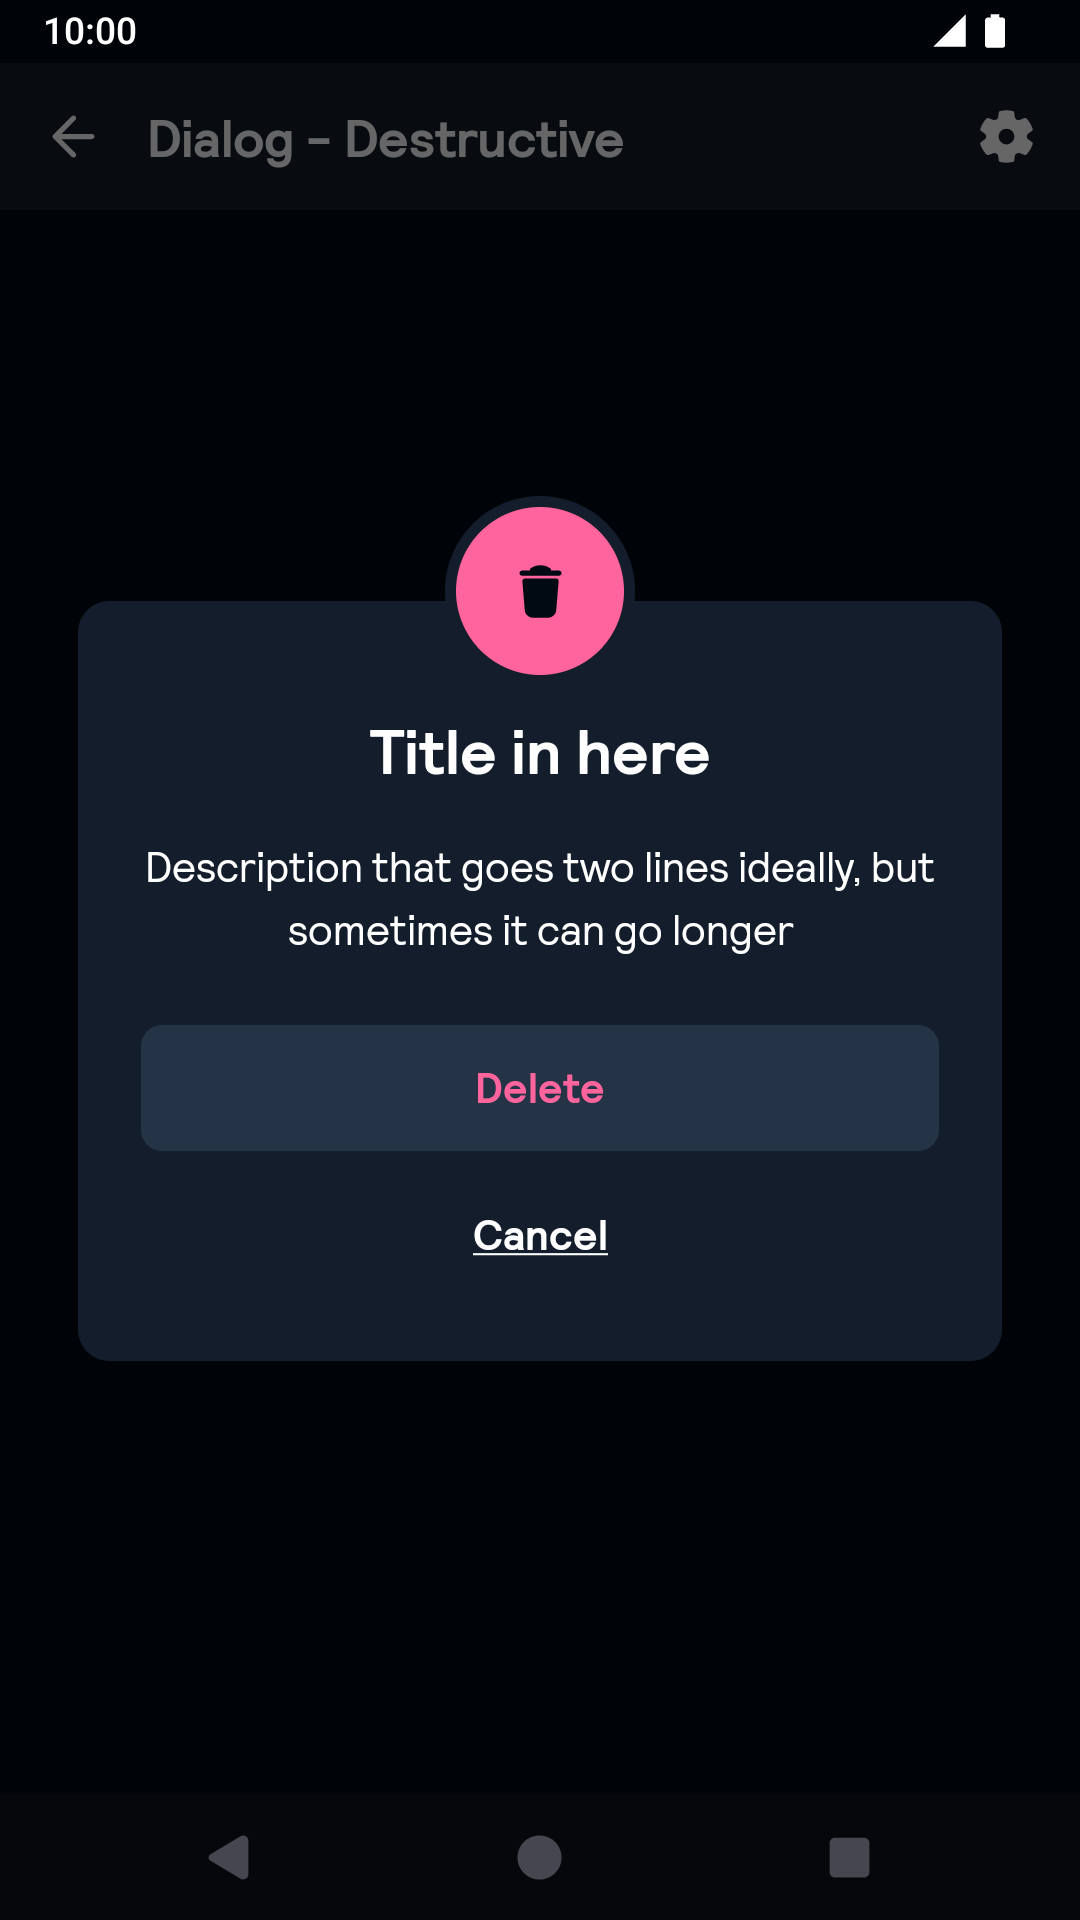 10:00
Dialog - Destructive
Title in here
Description that goes two lines ideally, but
sometimes it can go longer
Delete
Cancel